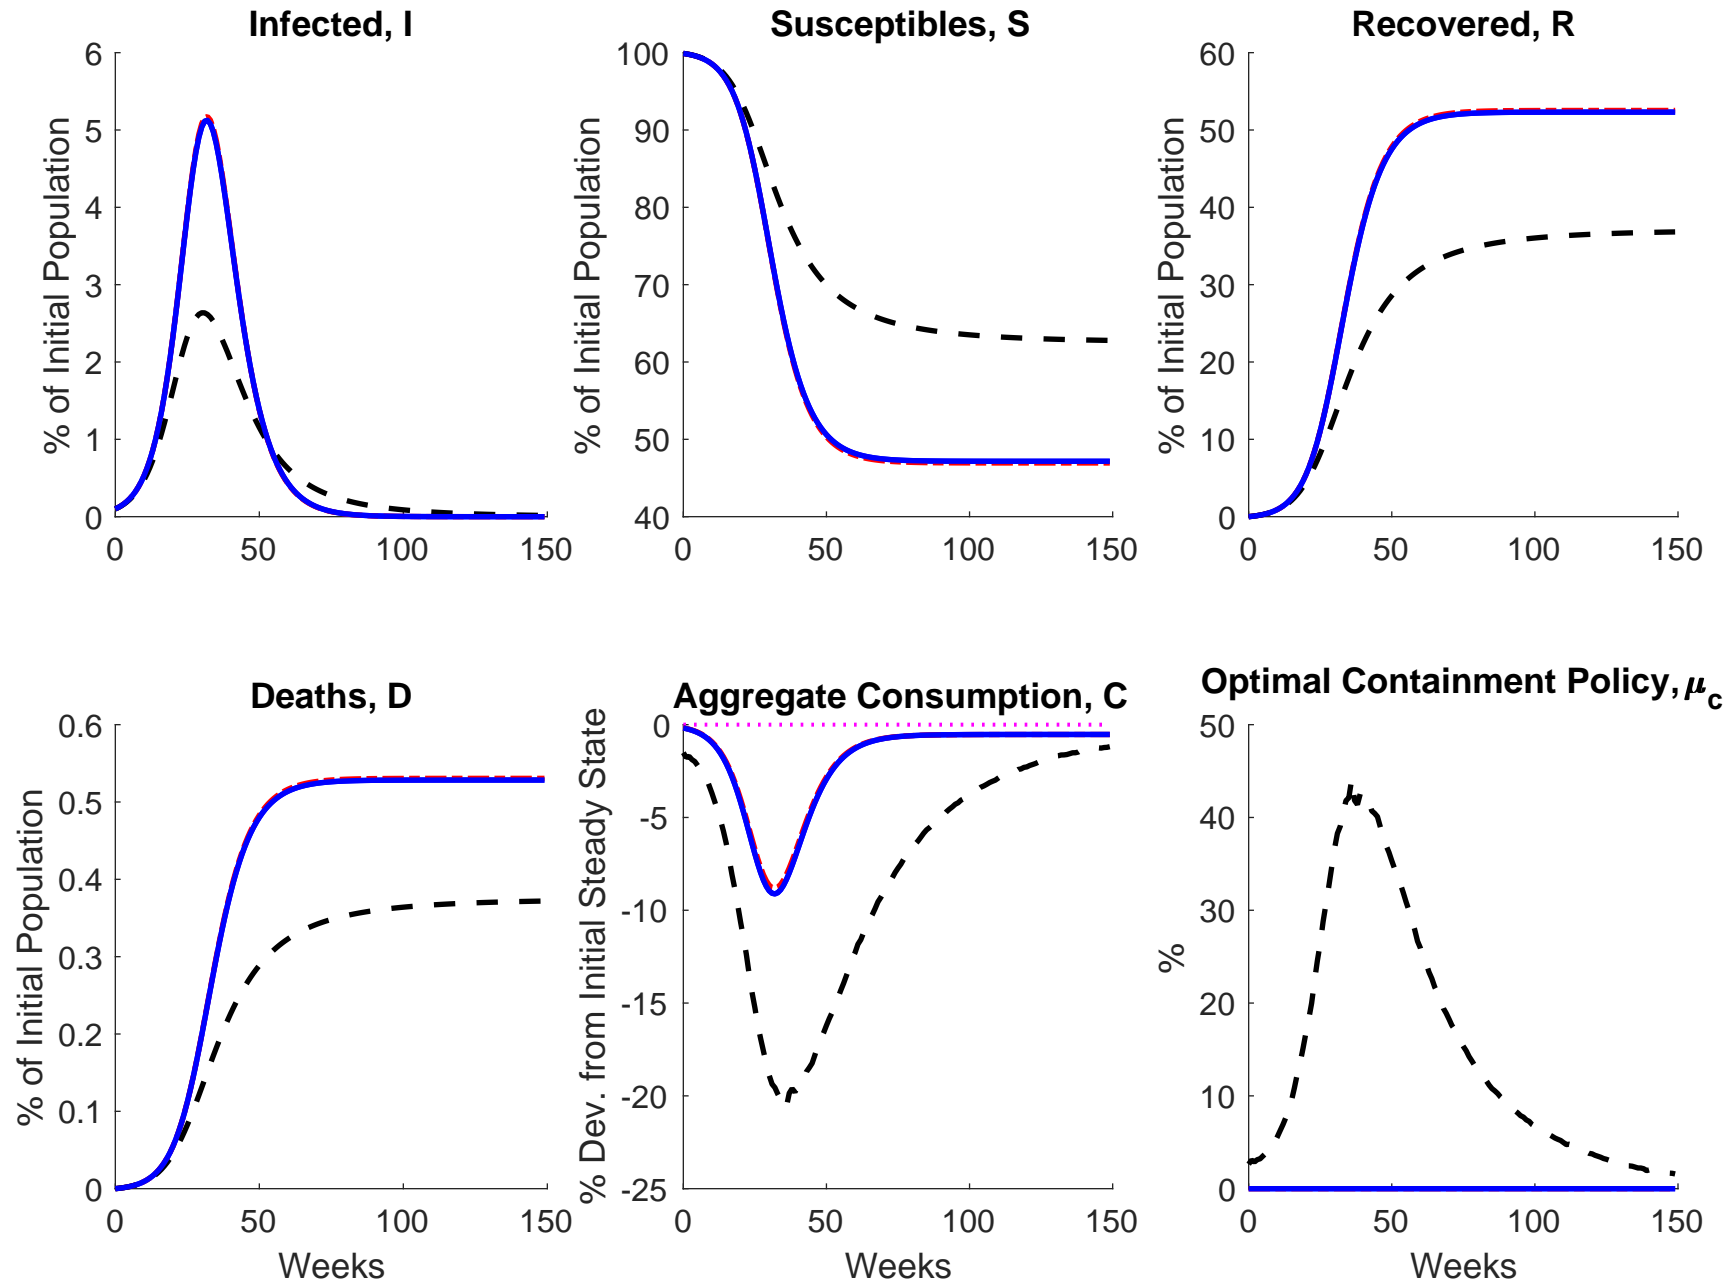 Infected, I
% of Initial Population
6
5
4
3
2
1
0
0 50 100 150
Susceptibles, S
% of Initial Population
100
90
80
70
60
50
40
0 50 100 150
Recovered, R
% of Initial Population
60
50
40
30
20
10
0
0 50 100 150
Deaths, D
% of Initial Population
0.6
0.5
0.4
0.3
0.2
0.1
0
0 50 100 150
Weeks
Aggregate Consumption, C
% Dev. from Initial Steady State
0
-5
-10
-15
-20
-25
0 50 100 150
Weeks
Optimal Containment Policy, μc
%
50
40
30
20
10
0
0 50 100 150
Weeks